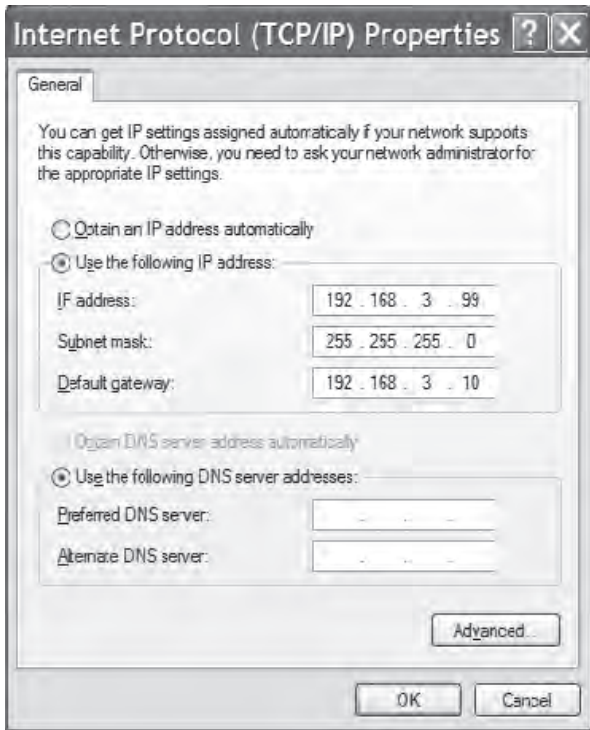 Internet Protocol (TCP/IP) Properties ? X
General
You can get IP settings assigned automatically if your network supports
this capability. Otherwise, you need to ask your network administrator for
the appropriate IP settings.
Obtain an IP address automatically
Use the following IP address:
IP address: 192 . 168 . 3 . 99
Subnet mask: 255 . 255 . 255 . 0
Default gateway: 192 . 168 . 3 . 10
Obtain DNS server address automatically
Use the following DNS server addresses:
Preferred DNS server: . . .
Alternate DNS server: . . .
Advanced...
OK Cancel